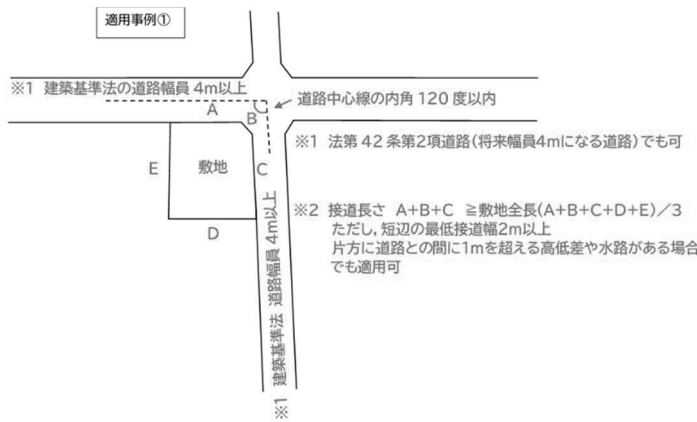 適用事例①
※1 建築基準法の道路幅員 4m以上
道路中心線の内角 120 度以内
A
B
C
※1 法第 42 条第2項道路(将来幅員4mになる道路)でも可
E
敷地
D
※2 接道長さ A+B+C ≧敷地全長(A+B+C+D+E)/3
ただし,短辺の最低接道幅2m以上
片方に道路との間に1mを超える高低差や水路がある場合
でも適用可
※1 建築基準法 道路幅員 4m以上